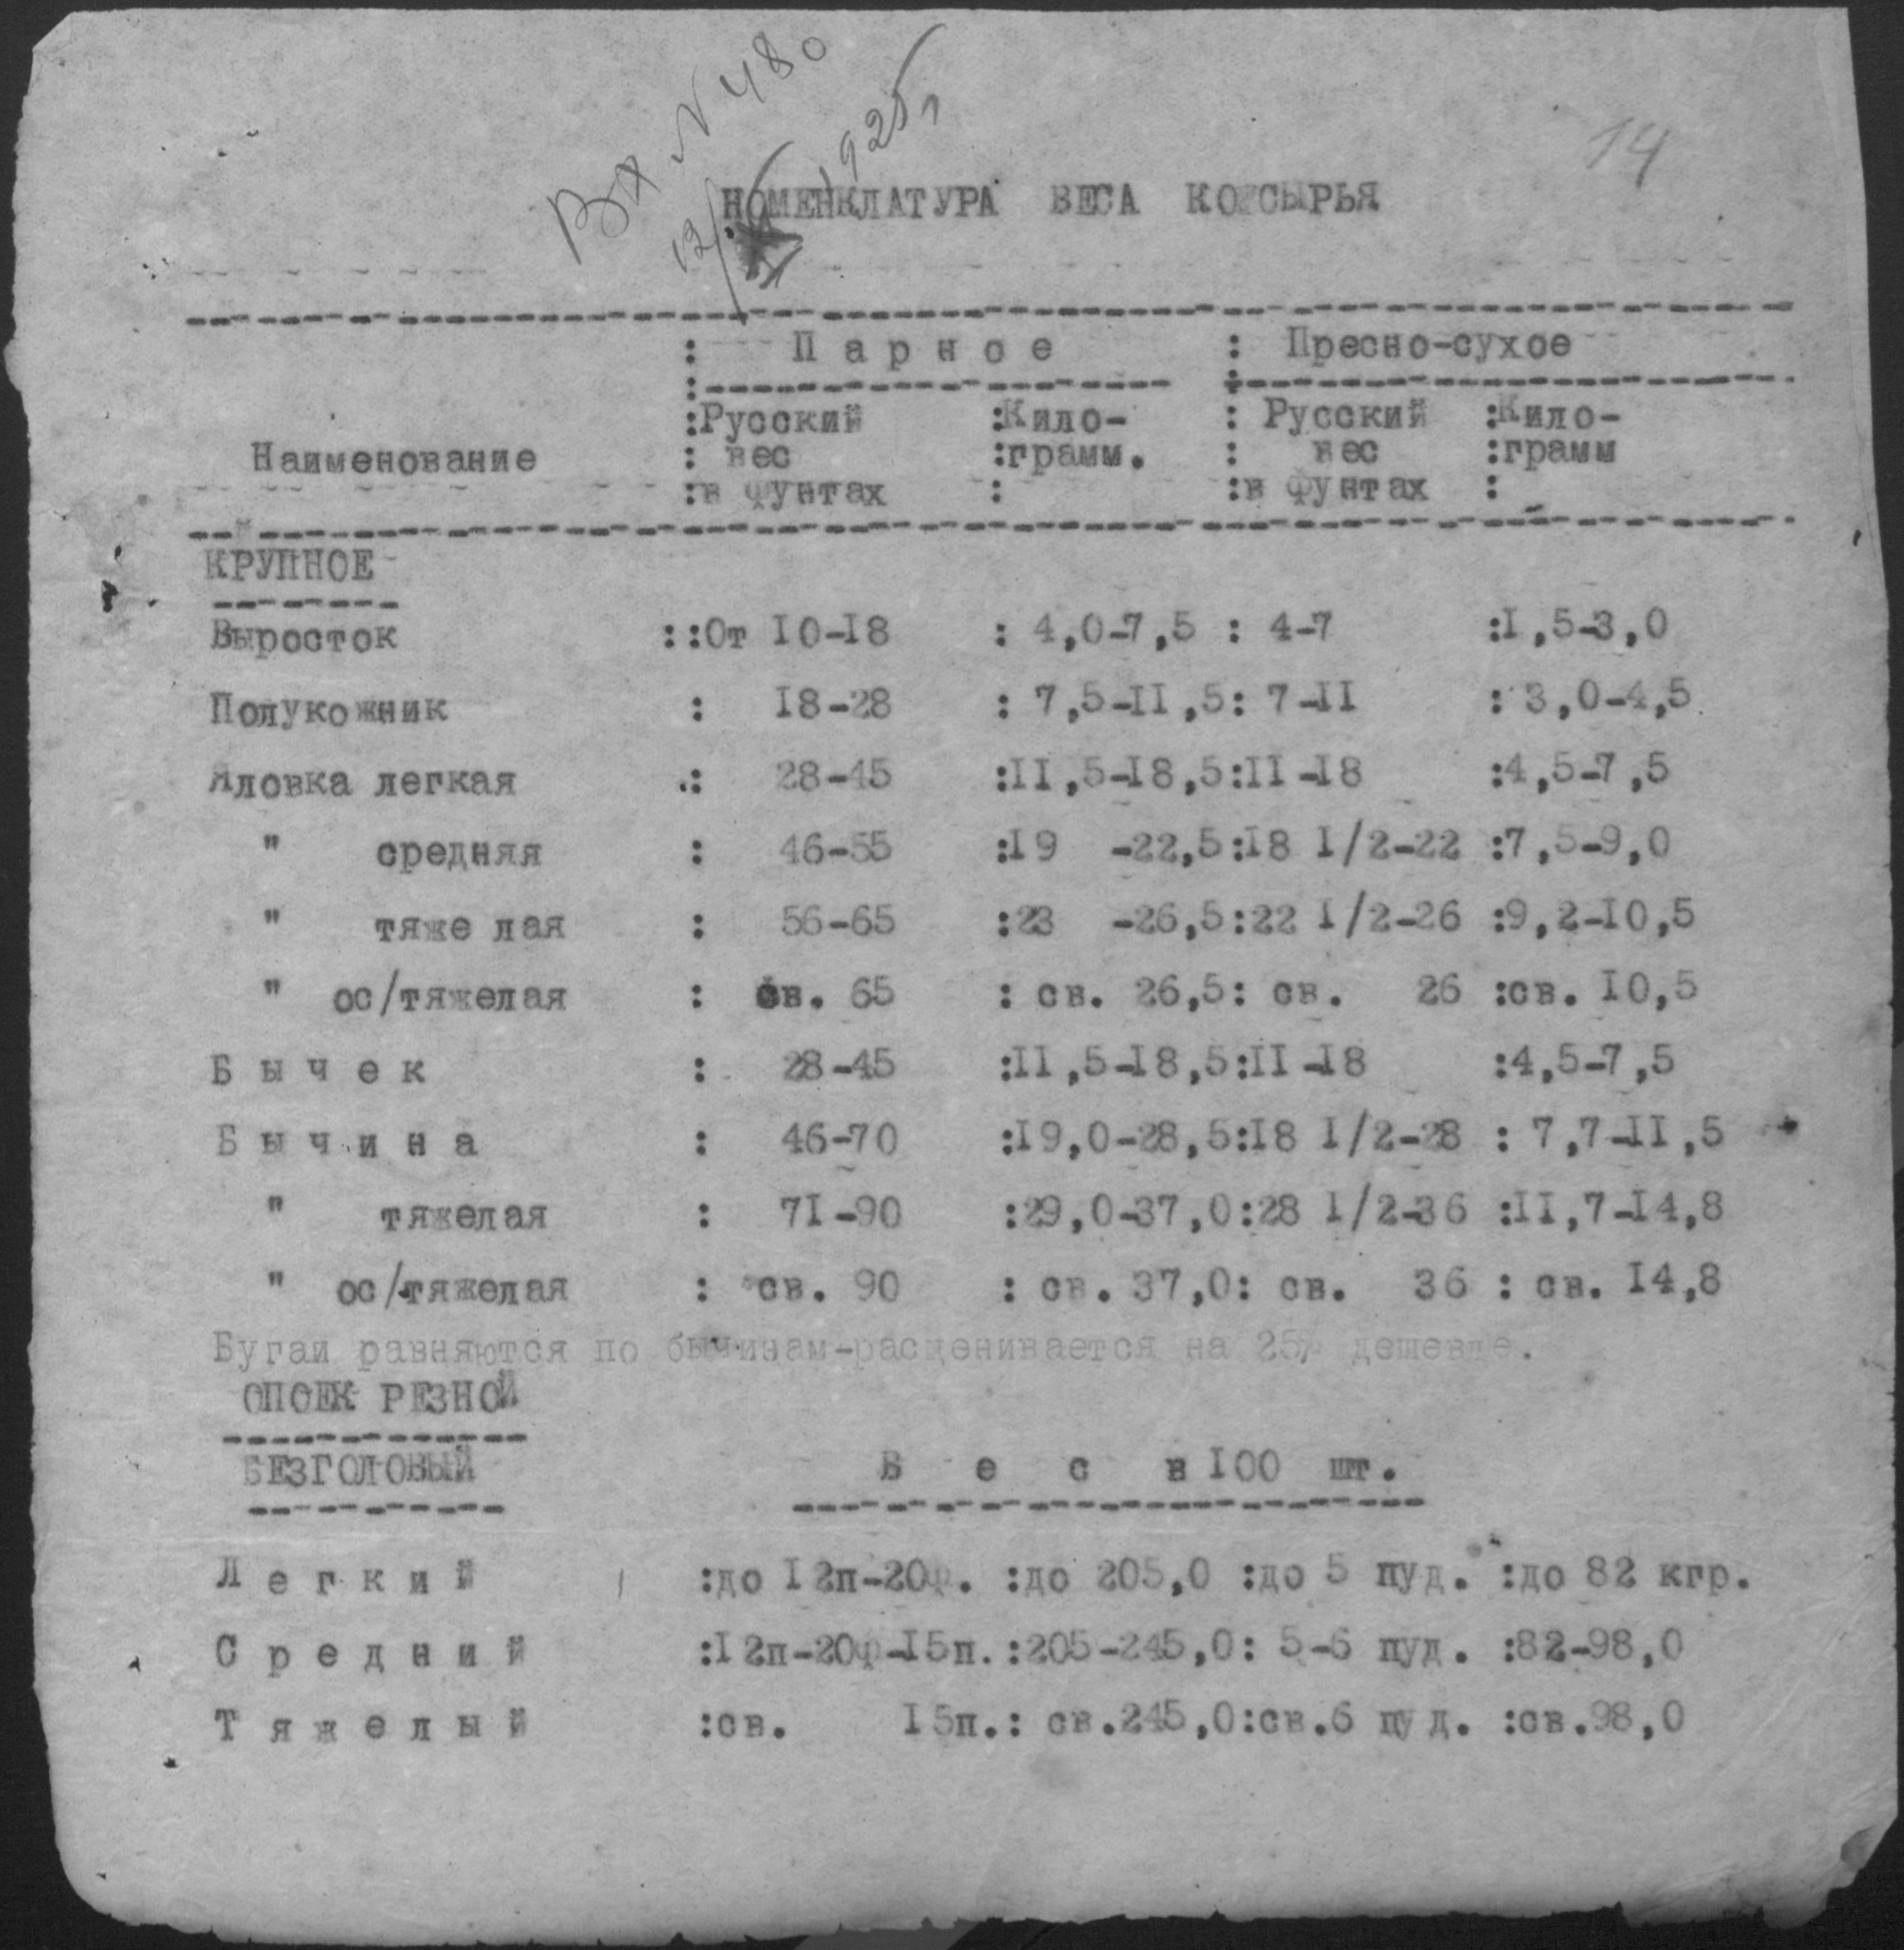 Вх N 480
12/XI 1925 г
14
НОМЕНКЛАТУРА ВЕСА КОЖСЫРЬЯ
: Парное : Пресно-сухое
:Русский :Кило- : Русский :Кило-
Наименование : вес :грамм. : вес :грамм
:в фунтах : :в фунтах :
КРУПНОЕ
Выросток ::От 10-18 : 4,0-7,5 : 4-7 :1,5-3,0
Полукожник : 18-28 : 7,5-11,5: 7-11 : 3,0-4,5
Яловка легкая : 28-45 :11,5-18,5:11-18 :4,5-7,5
" средняя : 46-55 :19 -22,5:18 1/2-22 :7,5-9,0
" тяжелая : 56-65 :23 -26,5:22 1/2-26 :9,2-10,5
" ос/тяжелая : св. 65 : св. 26,5: св. 26 :св. 10,5
Бычек : 28-45 :11,5-18,5:11-18 :4,5-7,5
Бычина : 46-70 :19,0-28,5:18 1/2-28 : 7,7-11,5
" тяжелая : 71-90 :29,0-37,0:28 1/2-36 :11,7-14,8
" ос/тяжелая : св. 90 : св. 37,0: св. 36 : св. 14,8
Бугаи равняются по бычинам-расценивается на 25% дешевле.
ОПОЕК РЕЗНОЙ
БЕЗГОЛОВЫЙ Вес в 100 шт.
Легкий :до 12п-20ф. :до 205,0 :до 5 пуд. :до 82 кгр.
Средний :12п-20ф-15п.:205-245,0: 5-6 пуд. :82-98,0
Тяжелый :св. 15п.: св.245,0:св.6 пуд. :св.98,0